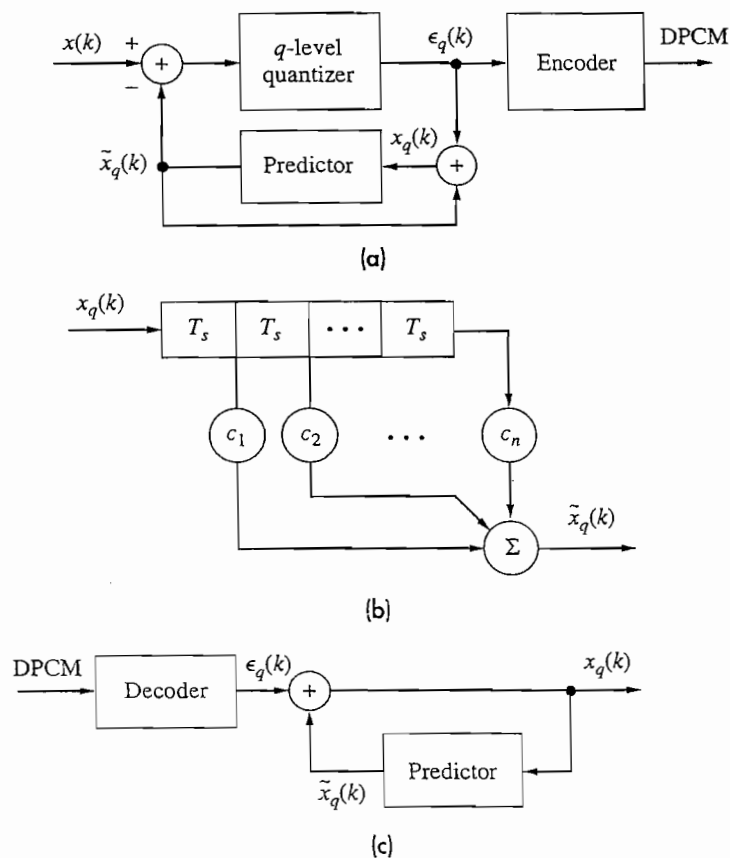 x(k)
+
−
+
q-level
quantizer
ϵ_q(k)
Encoder
DPCM
x̃_q(k)
Predictor
x_q(k)
+
(a)
x_q(k)
T_s
T_s
• • •
T_s
c_1
c_2
• • •
c_n
Σ
x̃_q(k)
(b)
DPCM
Decoder
ϵ_q(k)
+
x_q(k)
Predictor
x̃_q(k)
(c)